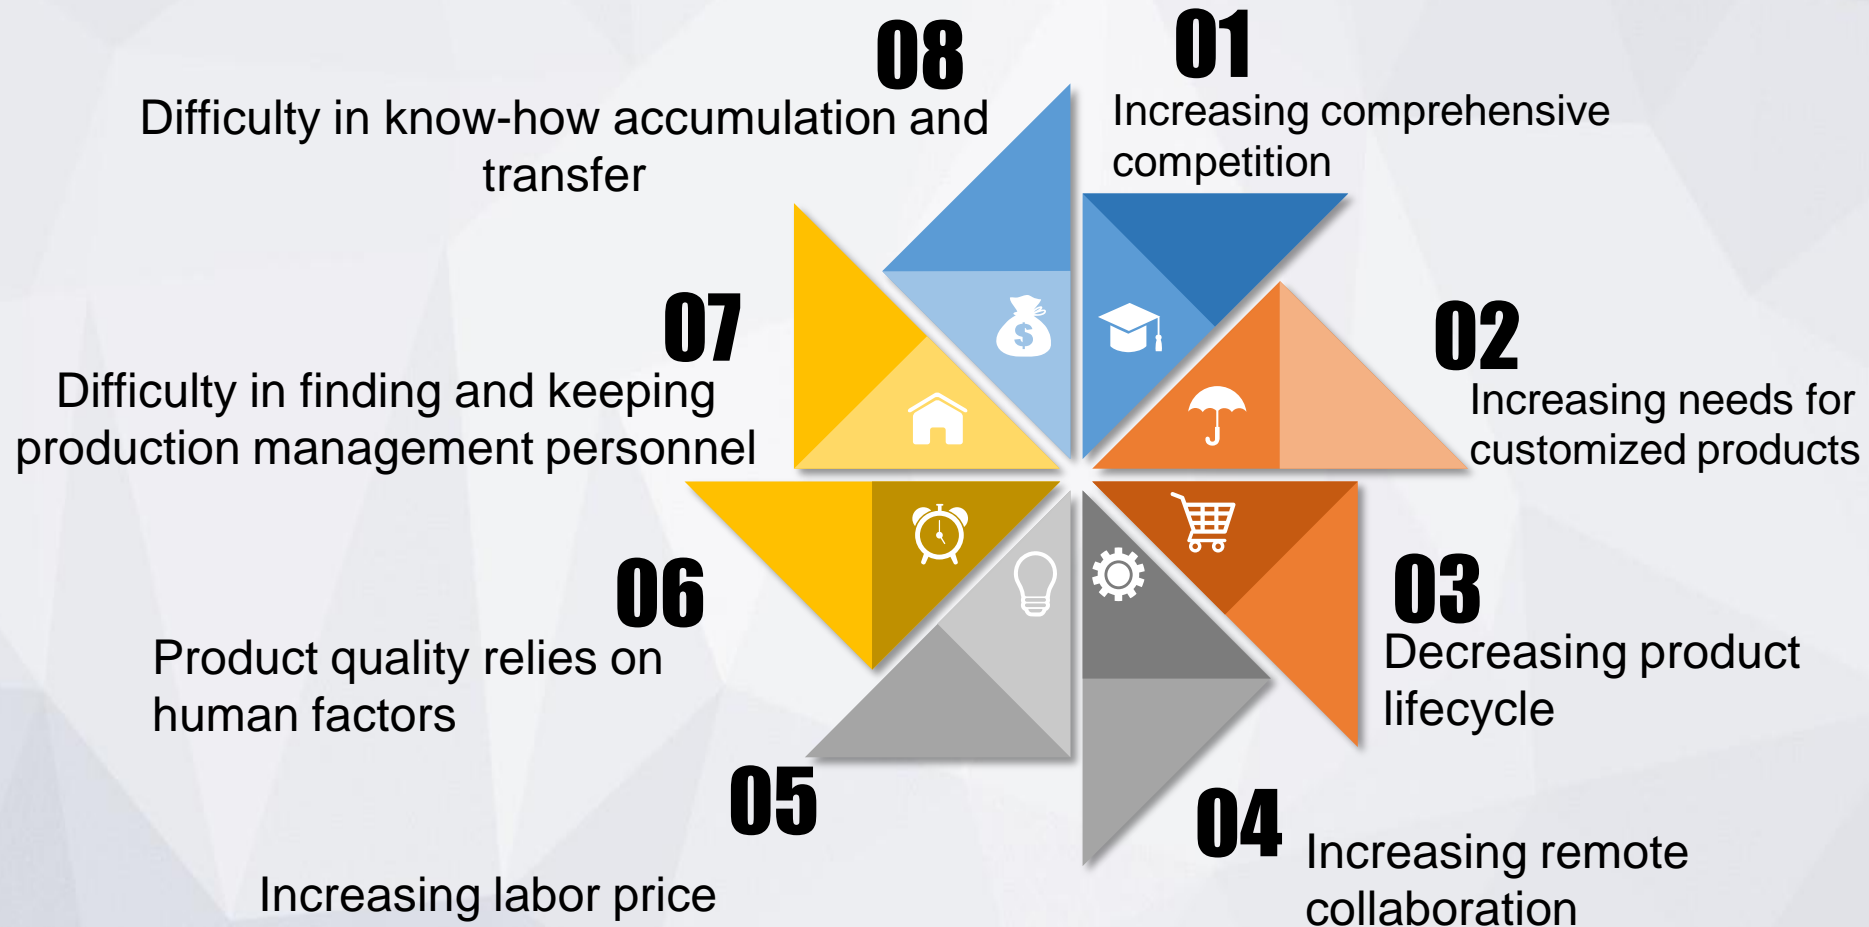 01
Increasing comprehensive
competition
02
Increasing needs for
customized products
03
Decreasing product
lifecycle
04
Increasing remote
collaboration
05
Increasing labor price
06
Product quality relies on
human factors
07
Difficulty in finding and keeping
production management personnel
08
Difficulty in know-how accumulation and
transfer
$